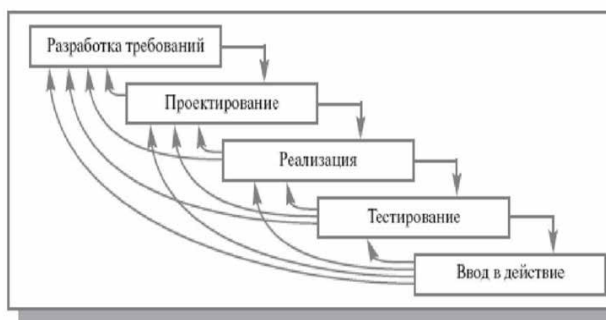 Разработка требований
Проектирование
Реализация
Тестирование
Ввод в действие